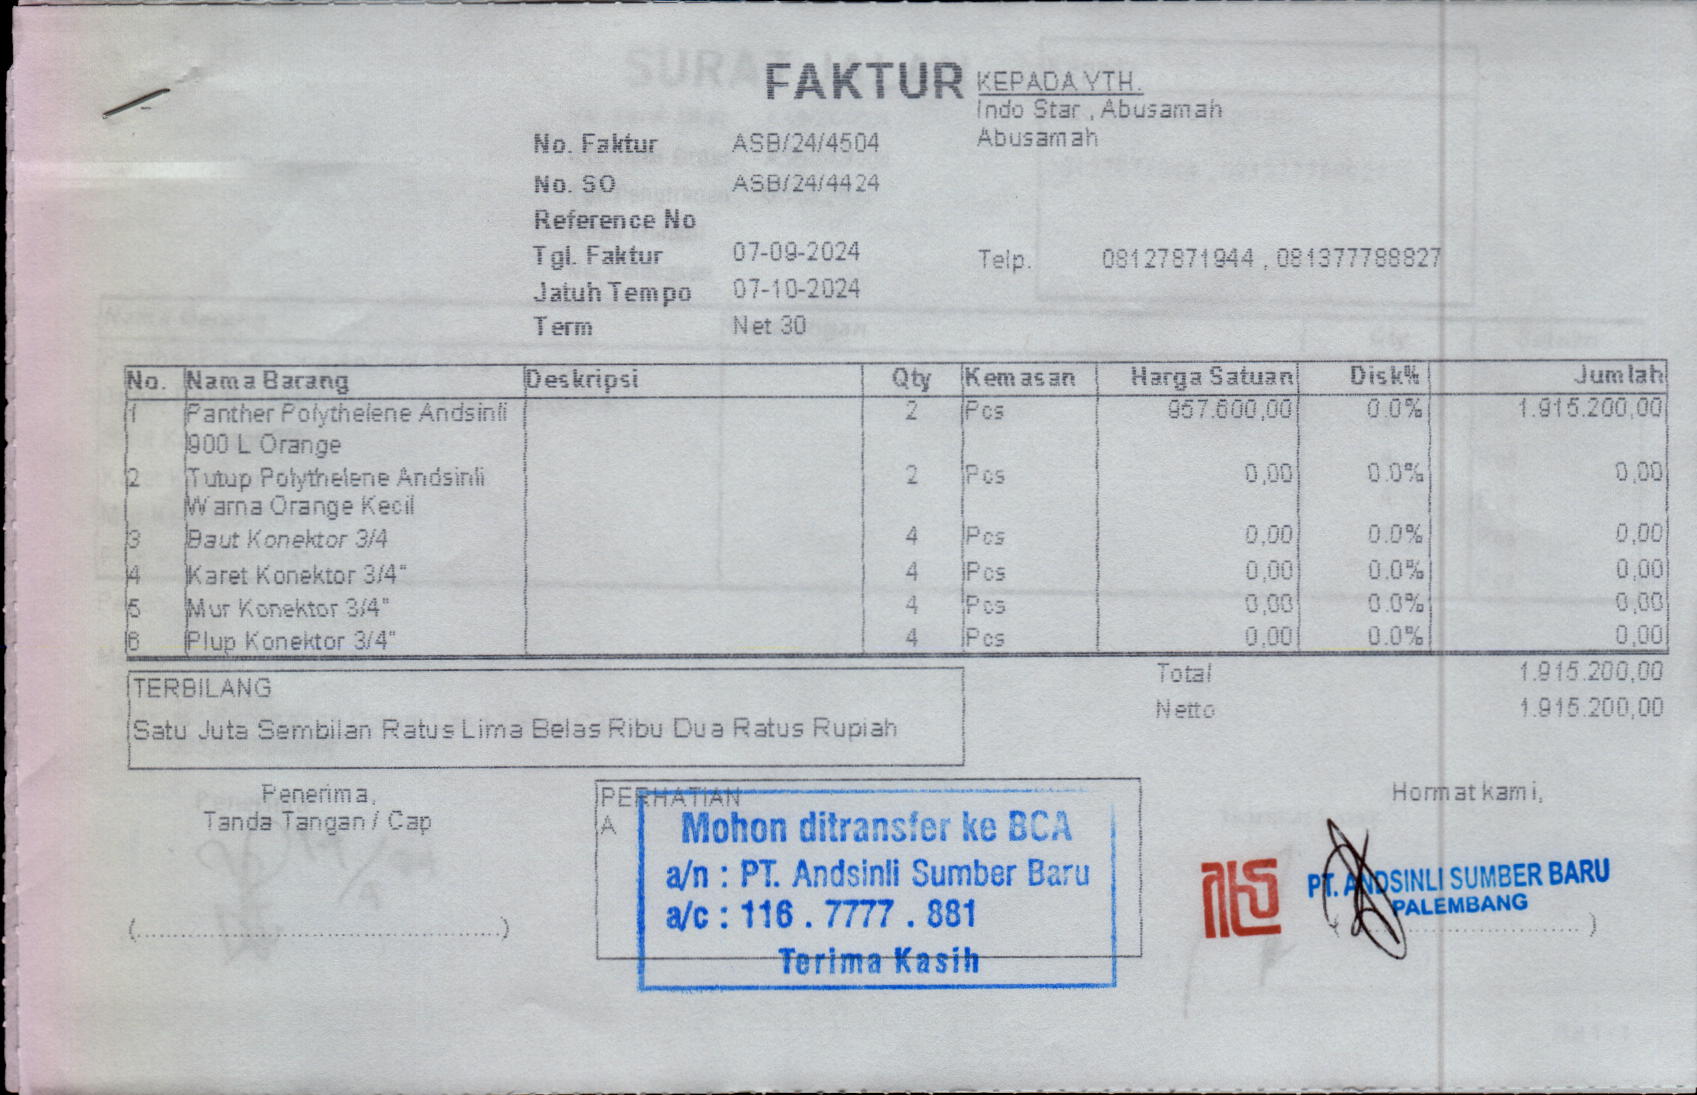 FAKTUR
KEPADA YTH.
Indo Star , Abusamah
Abusamah
No. Faktur ASB/24/4504
No. SO ASB/24/4424
Reference No
Tgl. Faktur 07-09-2024
Telp. 08127871944 , 081377788827
Jatuh Tempo 07-10-2024
Term Net 30
No. Nama Barang Deskripsi Qty Kemasan Harga Satuan Disk% Jumlah
1 Panther Polythelene Andsinli 2 Pcs 957.600,00 0.0% 1.915.200,00
900 L Orange
2 Tutup Polythelene Andsinli 2 Pcs 0,00 0.0% 0,00
Warna Orange Kecil
3 Baut Konektor 3/4 4 Pcs 0,00 0.0% 0,00
4 Karet Konektor 3/4" 4 Pcs 0,00 0.0% 0,00
5 Mur Konektor 3/4" 4 Pcs 0,00 0.0% 0,00
6 Plup Konektor 3/4" 4 Pcs 0,00 0.0% 0,00
Total 1.915.200,00
Netto 1.915.200,00
TERBILANG
Satu Juta Sembilan Ratus Lima Belas Ribu Dua Ratus Rupiah
Penerima,
Tanda Tangan / Cap
(.................................................)
PERHATIAN
A
Mohon ditransfer ke BCA
a/n : PT. Andsinli Sumber Baru
a/c : 116 . 7777 . 881
Terima Kasih
Hormat kami,
PT. ANDSINLI SUMBER BARU
PALEMBANG